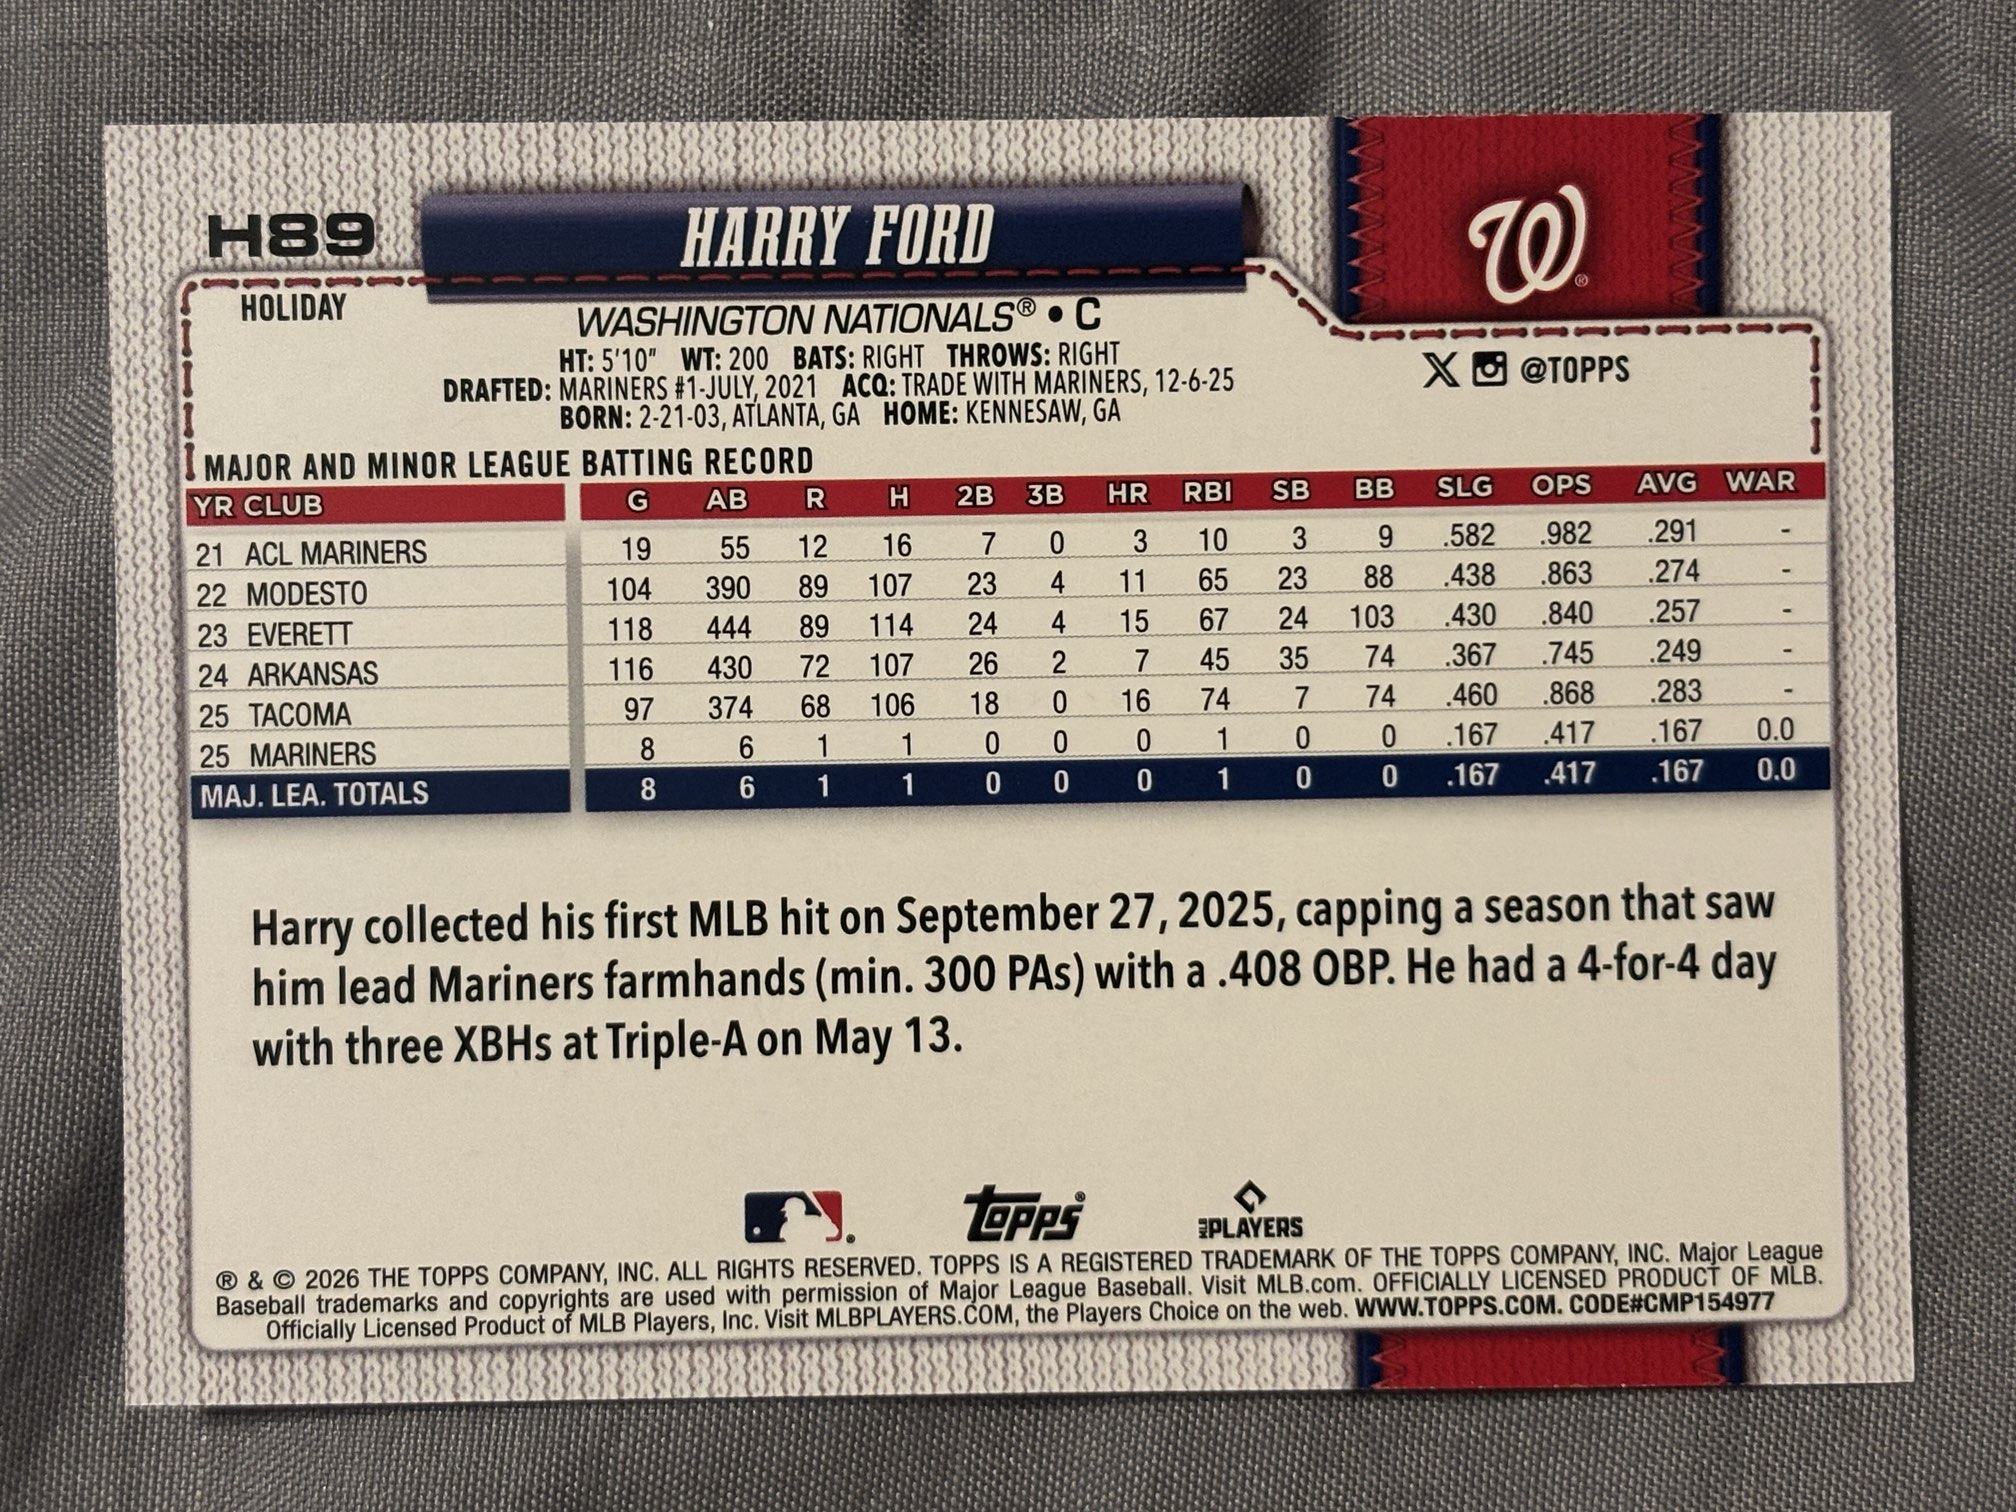 H89
HARRY FORD
W®
HOLIDAY
WASHINGTON NATIONALS® • C
HT: 5'10" WT: 200 BATS: RIGHT THROWS: RIGHT
DRAFTED: MARINERS #1-JULY, 2021 ACQ: TRADE WITH MARINERS, 12-6-25
BORN: 2-21-03, ATLANTA, GA HOME: KENNESAW, GA
X @TOPPS
MAJOR AND MINOR LEAGUE BATTING RECORD
YR CLUB G AB R H 2B 3B HR RBI SB BB SLG OPS AVG WAR
21 ACL MARINERS 19 55 12 16 7 0 3 10 3 9 .582 .982 .291 -
22 MODESTO 104 390 89 107 23 4 11 65 23 88 .438 .863 .274 -
23 EVERETT 118 444 89 114 24 4 15 67 24 103 .430 .840 .257 -
24 ARKANSAS 116 430 72 107 26 2 7 45 35 74 .367 .745 .249 -
25 TACOMA 97 374 68 106 18 0 16 74 7 74 .460 .868 .283 -
25 MARINERS 8 6 1 1 0 0 0 1 0 0 .167 .417 .167 0.0
MAJ. LEA. TOTALS 8 6 1 1 0 0 0 1 0 0 .167 .417 .167 0.0
Harry collected his first MLB hit on September 27, 2025, capping a season that saw
him lead Mariners farmhands (min. 300 PAs) with a .408 OBP. He had a 4-for-4 day
with three XBHs at Triple-A on May 13.
Topps® MLB PLAYERS
® & © 2026 THE TOPPS COMPANY, INC. ALL RIGHTS RESERVED. TOPPS IS A REGISTERED TRADEMARK OF THE TOPPS COMPANY, INC. Major League
Baseball trademarks and copyrights are used with permission of Major League Baseball. Visit MLB.com. OFFICIALLY LICENSED PRODUCT OF MLB.
Officially Licensed Product of MLB Players, Inc. Visit MLBPLAYERS.COM, the Players Choice on the web. WWW.TOPPS.COM. CODE#CMP154977